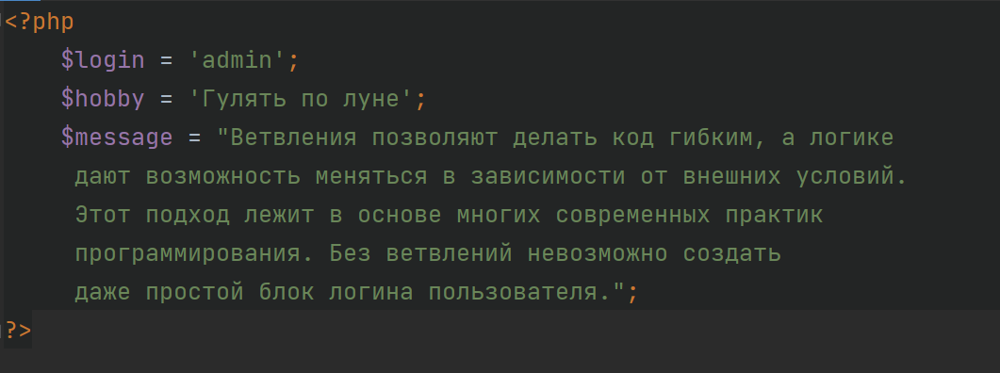 <?php
$login = 'admin';
$hobby = 'Гулять по луне';
$message = "Ветвления позволяют делать код гибким, а логике
дают возможность меняться в зависимости от внешних условий.
Этот подход лежит в основе многих современных практик
программирования. Без ветвлений невозможно создать
даже простой блок логина пользователя.";
?>